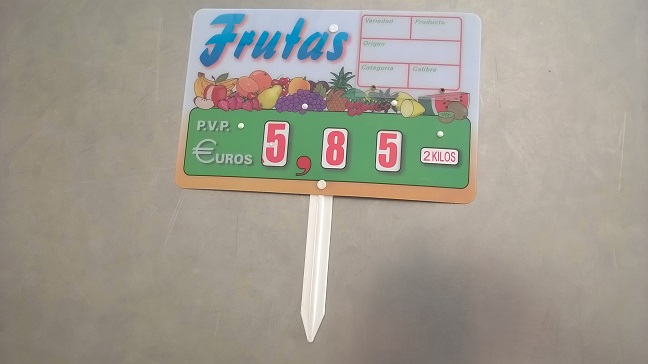 Frutas
Variedad Producto
Origen
Categoría Calibre
P.V.P.
€UROS
5,85
2 KILOS